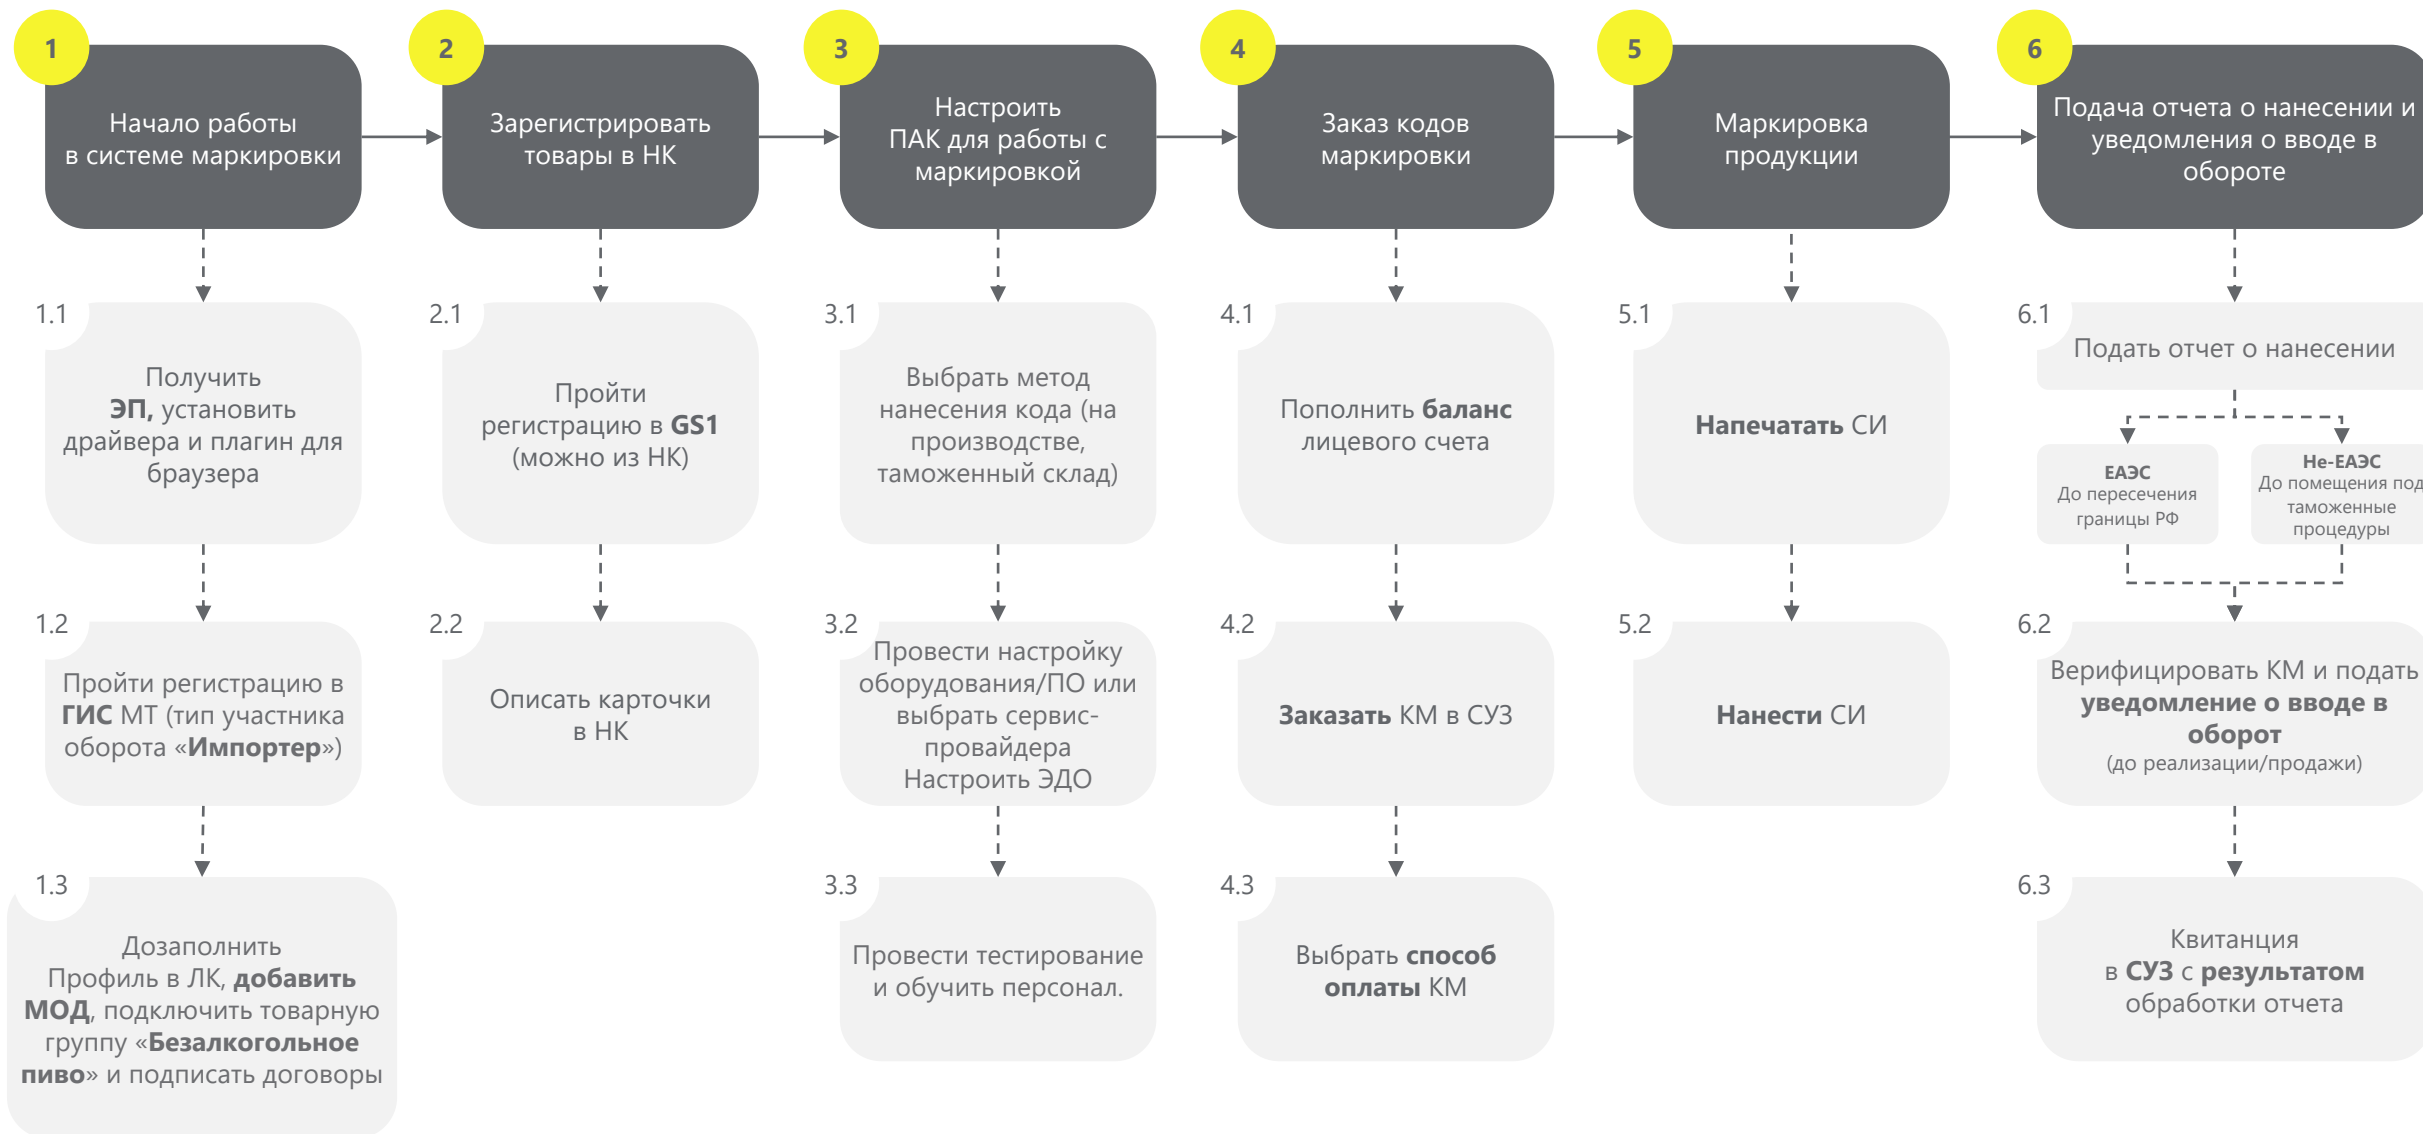 1
Начало работы
в системе маркировки
2
Зарегистрировать
товары в НК
3
Настроить
ПАК для работы с
маркировкой
4
Заказ кодов
маркировки
5
Маркировка
продукции
6
Подача отчета о нанесении и
уведомления о вводе в
обороте
1.1
Получить
ЭП, установить
драйвера и плагин для
браузера
1.2
Пройти регистрацию в
ГИС МТ (тип участника
оборота «Импортер»)
1.3
Дозаполнить
Профиль в ЛК, добавить
МОД, подключить товарную
группу «Безалкогольное
пиво» и подписать договоры
2.1
Пройти
регистрацию в GS1
(можно из НК)
2.2
Описать карточки
в НК
3.1
Выбрать метод
нанесения кода (на
производстве,
таможенный склад)
3.2
Провести настройку
оборудования/ПО или
выбрать сервис-
провайдера
Настроить ЭДО
3.3
Провести тестирование
и обучить персонал.
4.1
Пополнить баланс
лицевого счета
4.2
Заказать КМ в СУЗ
4.3
Выбрать способ
оплаты КМ
5.1
Напечатать СИ
5.2
Нанести СИ
6.1
Подать отчет о нанесении
ЕАЭС
До пересечения
границы РФ
Не-ЕАЭС
До помещения под
таможенные
процедуры
6.2
Верифицировать КМ и подать
уведомление о вводе в
оборот
(до реализации/продажи)
6.3
Квитанция
в СУЗ с результатом
обработки отчета